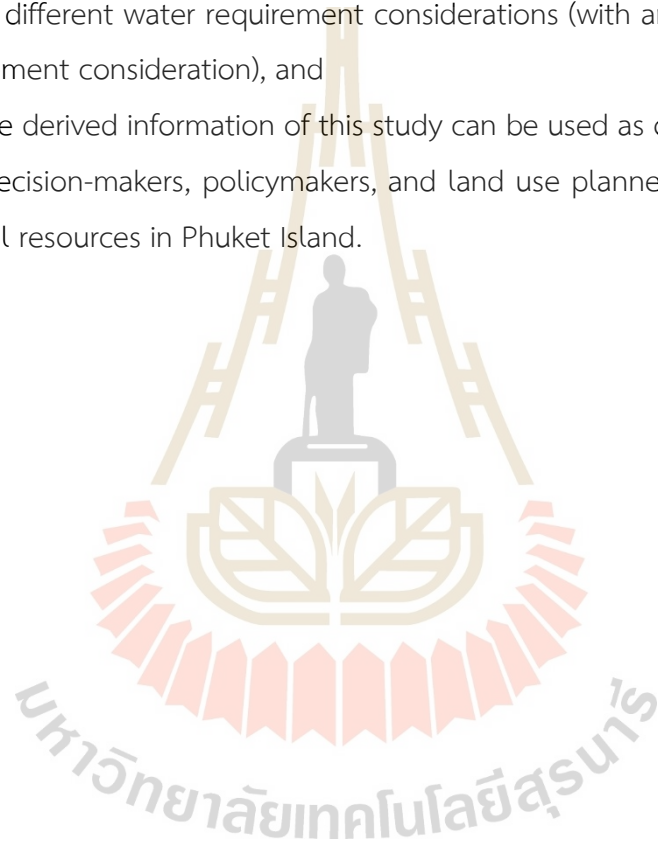 different water requirement considerations (with
ment consideration), and
e derived information of this study can be used as
ecision-makers, policymakers, and land use planne
l resources in Phuket Island.
มหาวิทยาลัยเทคโนโลยีสุรนารี